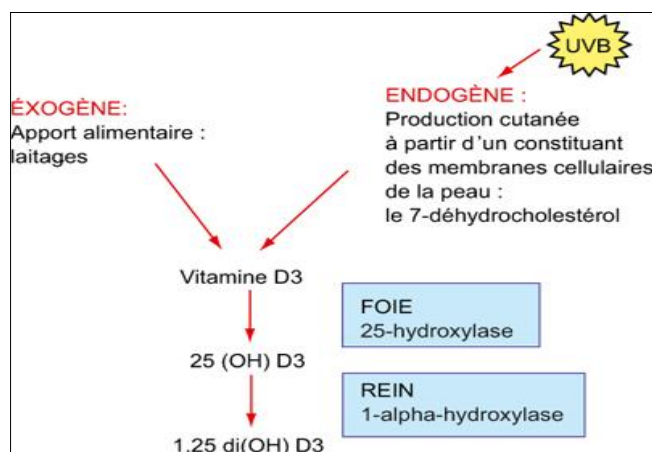 UVB
ÉXOGÈNE:
Apport alimentaire :
laitages
ENDOGÈNE :
Production cutanée
à partir d'un constituant
des membranes cellulaires
de la peau :
le 7-déhydrocholestérol
Vitamine D3
FOIE
25-hydroxylase
25 (OH) D3
REIN
1-alpha-hydroxylase
1,25 di(OH) D3